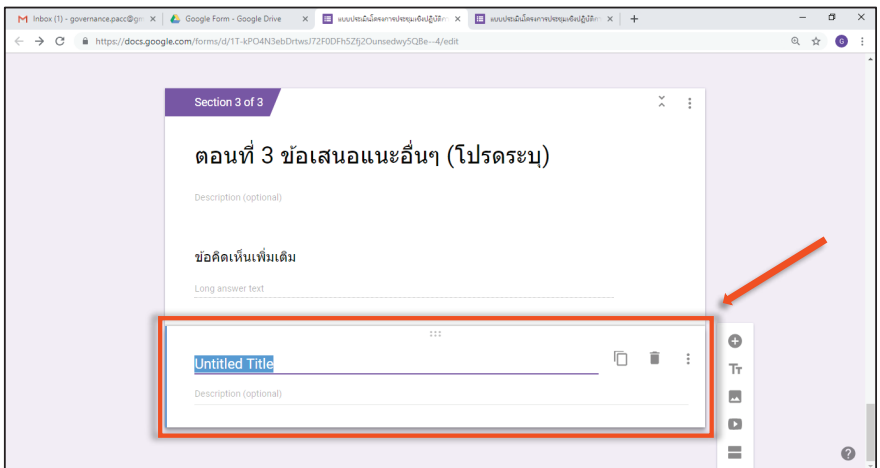 Inbox (1) - governance.pacc@gm
Google Form - Google Drive
แบบประเมินโครงการประชุมเชิงปฏิบัติก
แบบประเมินโครงการประชุมเชิงปฏิบัติก
https://docs.google.com/forms/d/1T-kPO4N3ebDrtwsJ72F0DFh5Zfj2Ounsedwy5QBe--4/edit
G
Section 3 of 3
ตอนที่ 3 ข้อเสนอแนะอื่นๆ (โปรดระบุ)
Description (optional)
ข้อคิดเห็นเพิ่มเติม
Long answer text
Untitled Title
Description (optional)
Tт